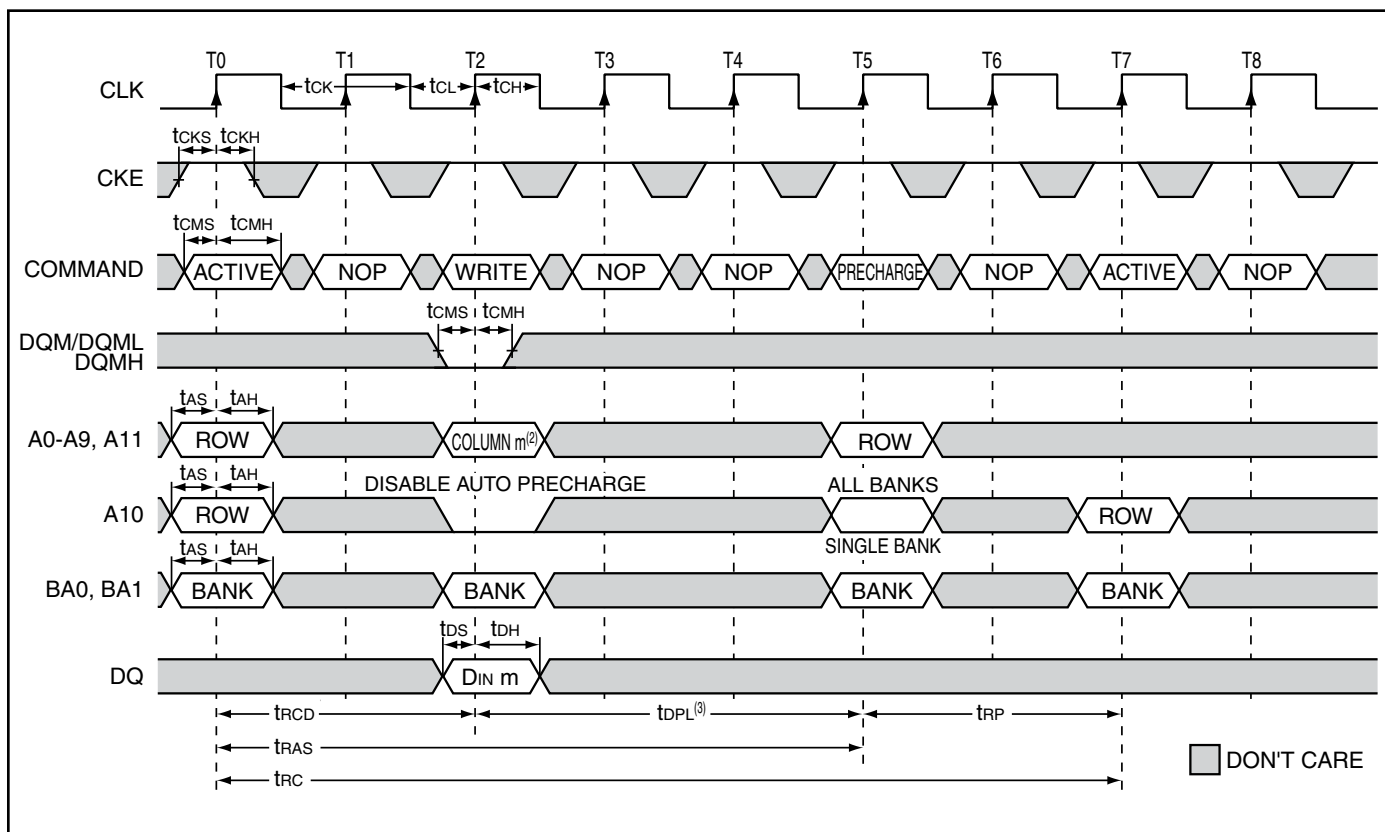 T0 T1 T2 T3 T4 T5 T6 T7 T8
CLK
tCK tCL tCH
tCKS tCKH
CKE
tCMS tCMH
COMMAND ACTIVE NOP WRITE NOP NOP PRECHARGE NOP ACTIVE NOP
tCMS tCMH
DQM/DQML
DQMH
tAS tAH
A0-A9, A11 ROW COLUMN m(2) ROW
tAS tAH DISABLE AUTO PRECHARGE ALL BANKS
A10 ROW ROW
tAS tAH SINGLE BANK
BA0, BA1 BANK BANK BANK BANK
tDS tDH
DQ DIN m
tRCD tDPL(3) tRP
tRAS
tRC
DON'T CARE